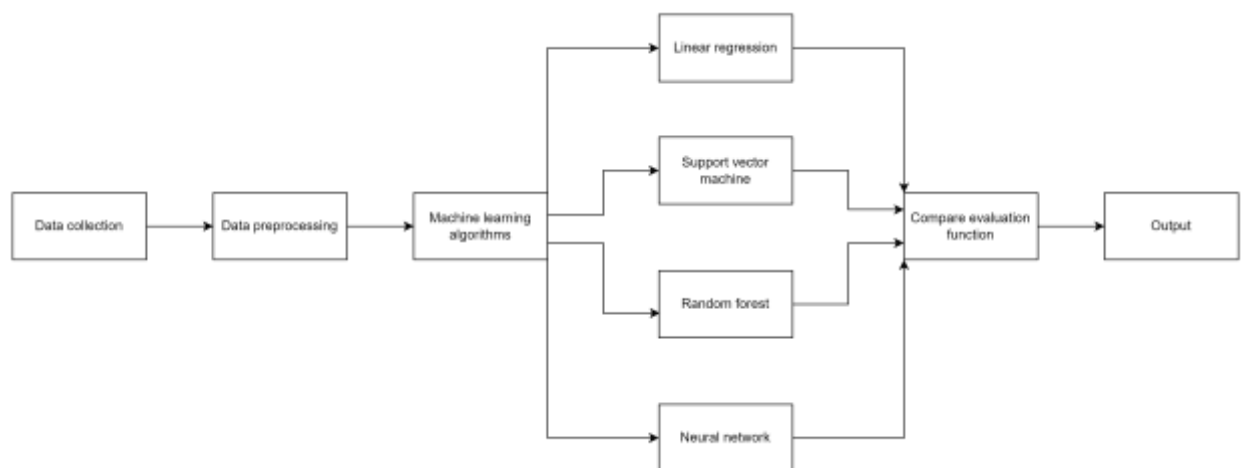 Linear regression
Support vector
machine
Data collection
Data preprocessing
Machine learning
algorithms
Compare evaluation
function
Output
Random forest
Neural network